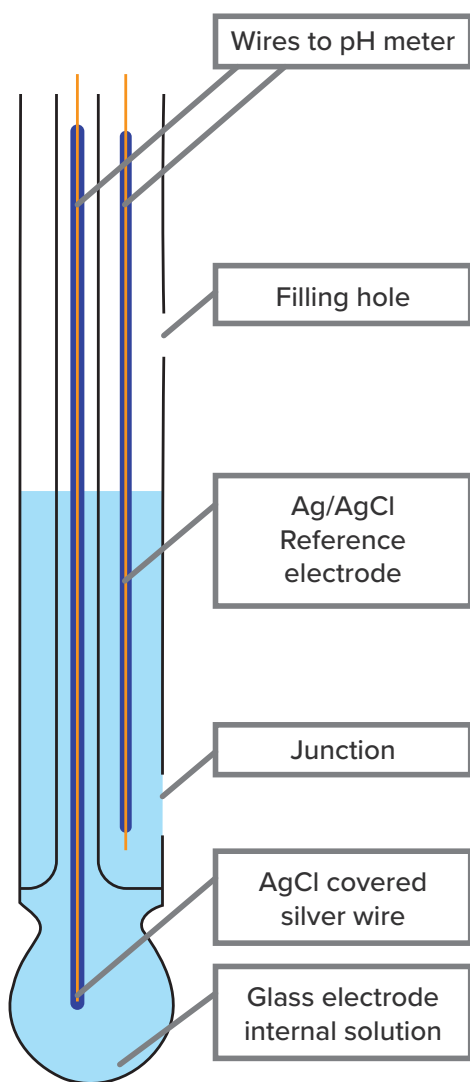 Wires to pH meter
Filling hole
Ag/AgCl
Reference
electrode
Junction
AgCl covered
silver wire
Glass electrode
internal solution